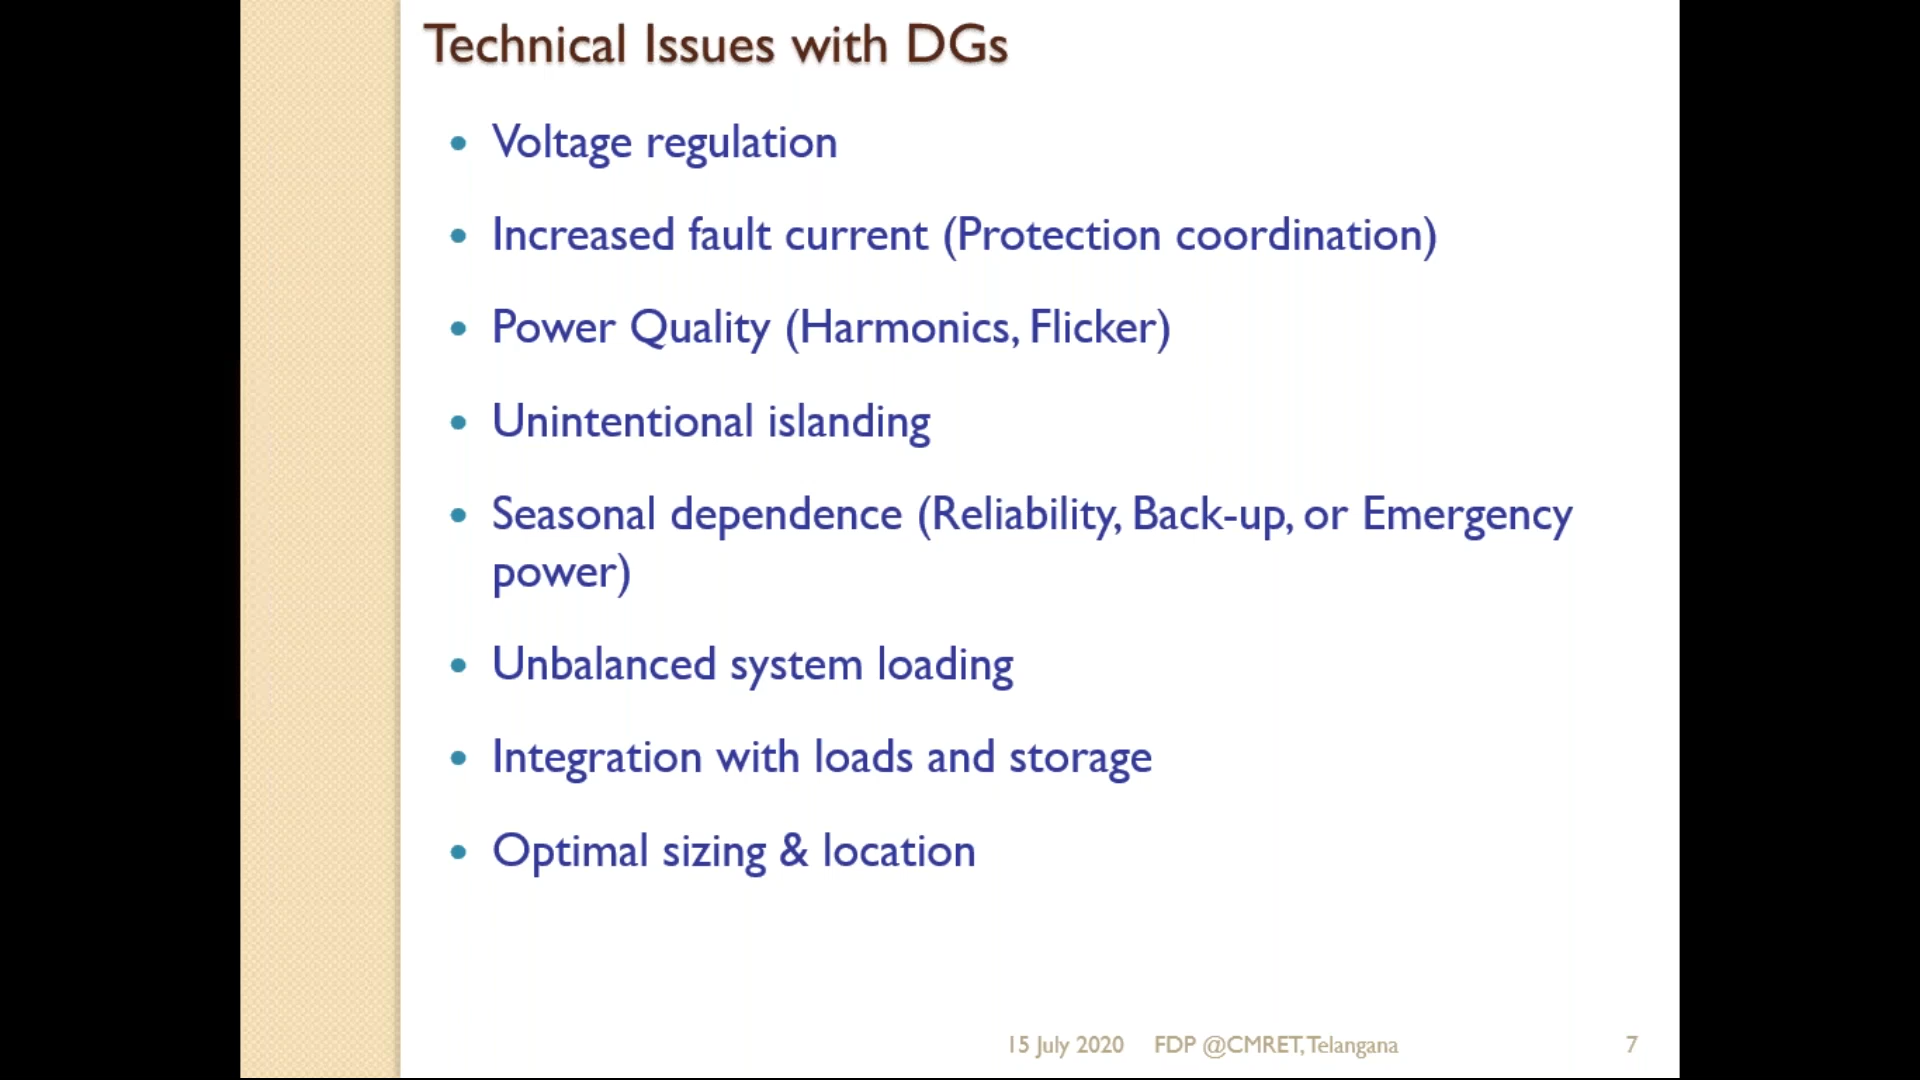 Technical Issues with DGs
• Voltage regulation
• Increased fault current (Protection coordination)
• Power Quality (Harmonics, Flicker)
• Unintentional islanding
• Seasonal dependence (Reliability, Back-up, or Emergency
power)
• Unbalanced system loading
• Integration with loads and storage
• Optimal sizing & location
15 July 2020 FDP @CMRET, Telangana 7